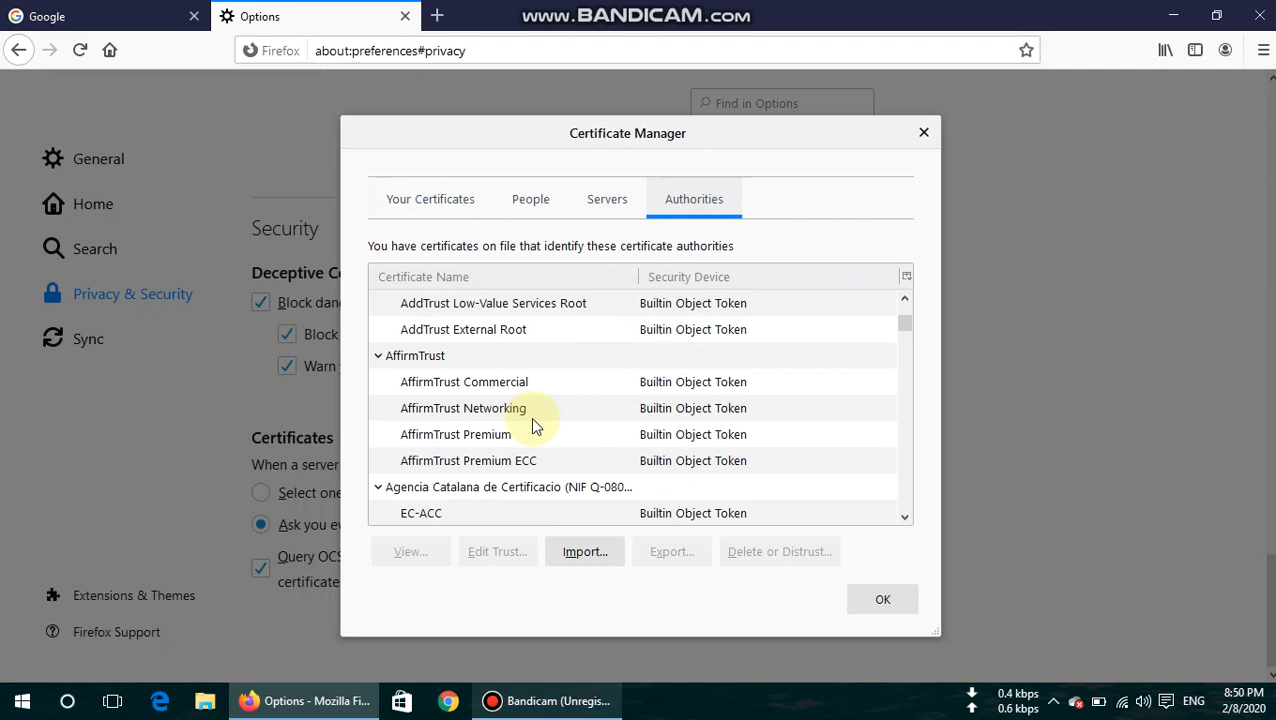 Google
Options
www.BANDICAM.com
Firefox about:preferences#privacy
Find in Options
Certificate Manager
General
Home
Search
Privacy & Security
Sync
Extensions & Themes
Firefox Support
Security
Deceptive C
Block dan
Block
Warn
Certificates
When a server
Select one
Ask you ev
Query OCS
certificate
Your Certificates People Servers Authorities
You have certificates on file that identify these certificate authorities
Certificate Name Security Device
AddTrust Low-Value Services Root Builtin Object Token
AddTrust External Root Builtin Object Token
AffirmTrust
AffirmTrust Commercial Builtin Object Token
AffirmTrust Networking Builtin Object Token
AffirmTrust Premium Builtin Object Token
AffirmTrust Premium ECC Builtin Object Token
Agencia Catalana de Certificacio (NIF Q-080...
EC-ACC Builtin Object Token
View... Edit Trust... Import... Export... Delete or Distrust...
OK
Options - Mozilla Fi...
Bandicam (Unregis...
0.4 kbps
0.6 kbps
ENG
8:50 PM
2/8/2020